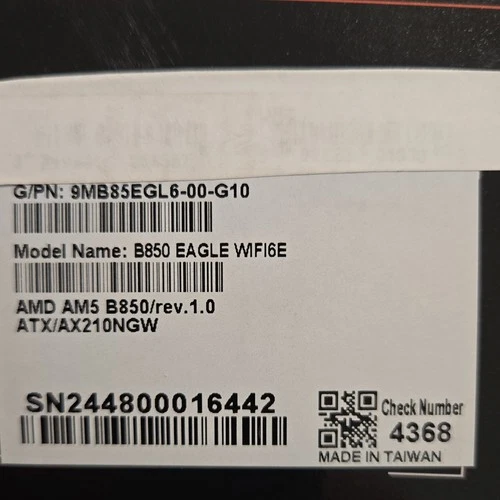 G/PN: 9MB85EGL6-00-G10
Model Name: B850 EAGLE WIFI6E
AMD AM5 B850/rev.1.0
ATX/AX210NGW
SN244800016442
Check Number
4368
MADE IN TAIWAN